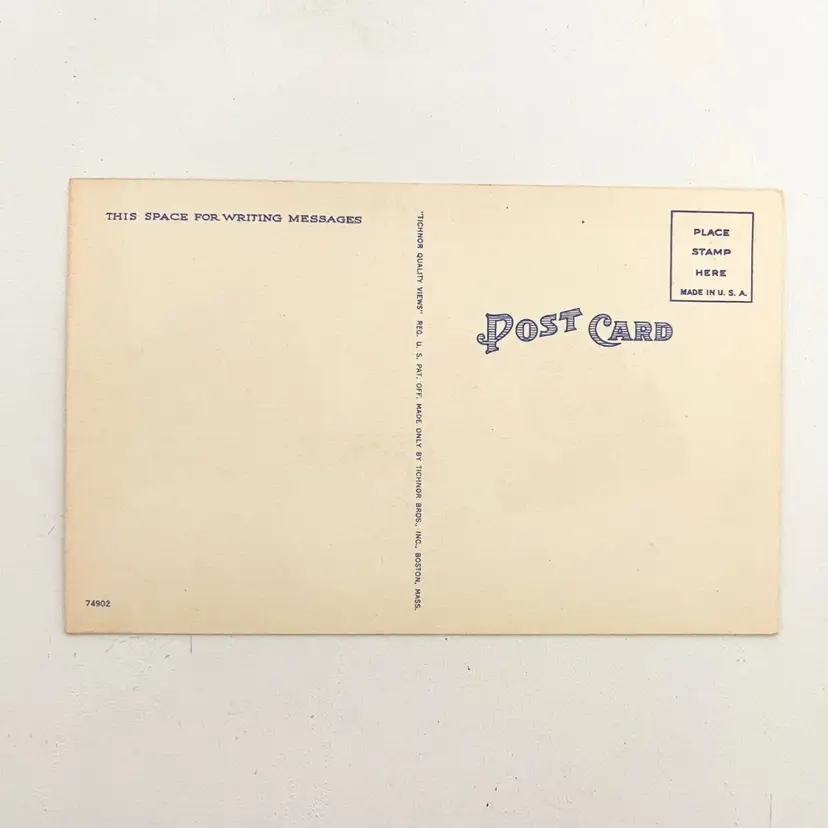 THIS SPACE FOR WRITING MESSAGES
"TICHNOR QUALITY VIEWS" REG. U. S. PAT. OFF. MADE ONLY BY TICHNOR BROS., INC., BOSTON, MASS.
PLACE
STAMP
HERE
MADE IN U. S. A.
POST CARD
74902